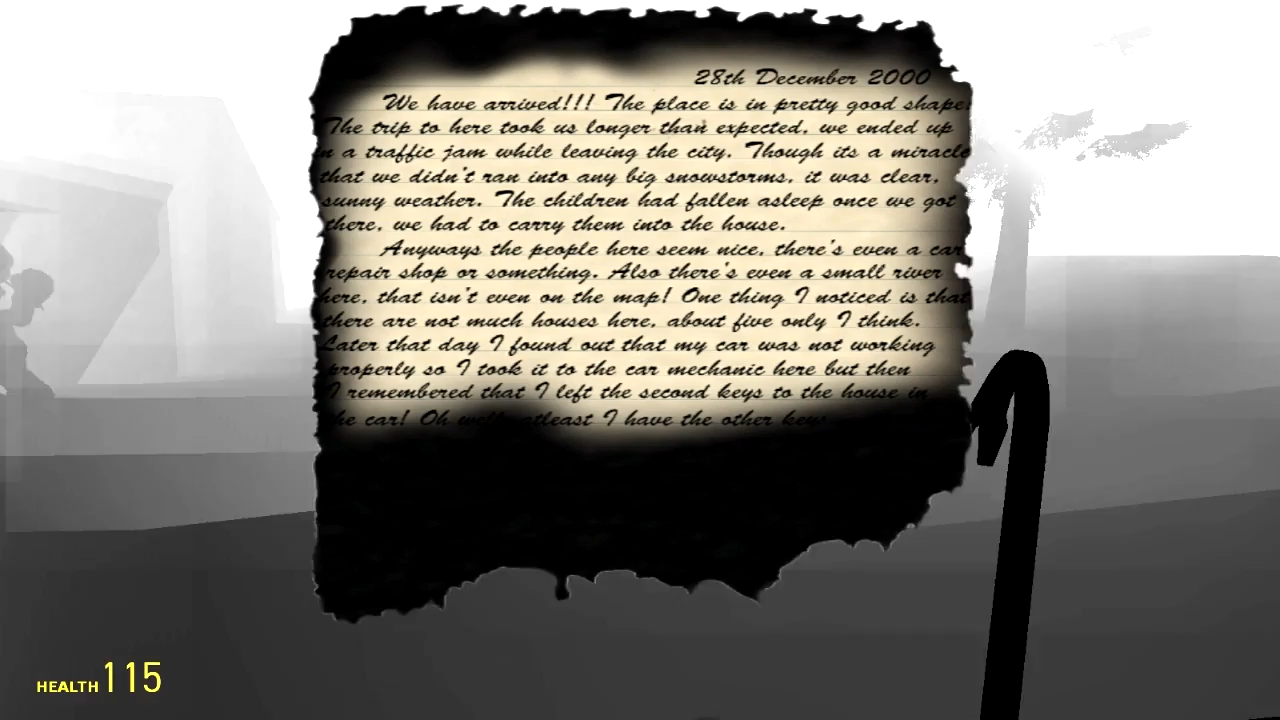 28th December 2000
We have arrived!!! The place is in pretty good shape.
The trip to here took us longer than expected, we ended up
in a traffic jam while leaving the city. Though its a miracle
that we didn't ran into any big snowstorms, it was clear,
sunny weather. The children had fallen asleep once we got
there, we had to carry them into the house.
Anyways the people here seem nice, there's even a car
repair shop or something. Also there's even a small river
here, that isn't even on the map! One thing I noticed is that
there are not much houses here, about five only I think.
Later that day I found out that my car was not working
properly so I took it to the car mechanic here but then
I remembered that I left the second keys to the house in
the car! Oh well, atleast I have the other keys
HEALTH 115